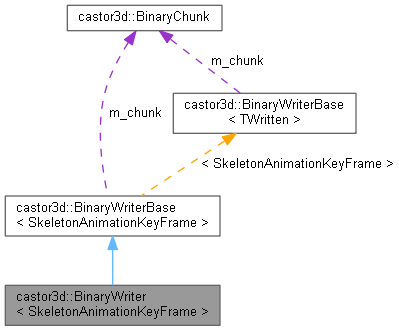 castor3d::BinaryChunk
m_chunk
castor3d::BinaryWriterBase
< TWritten >
m_chunk
< SkeletonAnimationKeyFrame >
castor3d::BinaryWriterBase
< SkeletonAnimationKeyFrame >
castor3d::BinaryWriter
< SkeletonAnimationKeyFrame >